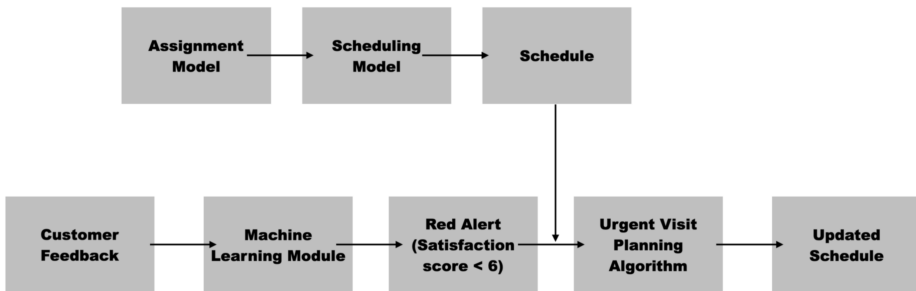 Assignment
Model
Scheduling
Model
Schedule
Customer
Feedback
Machine
Learning Module
Red Alert
(Satisfaction
score < 6)
Urgent Visit
Planning
Algorithm
Updated
Schedule